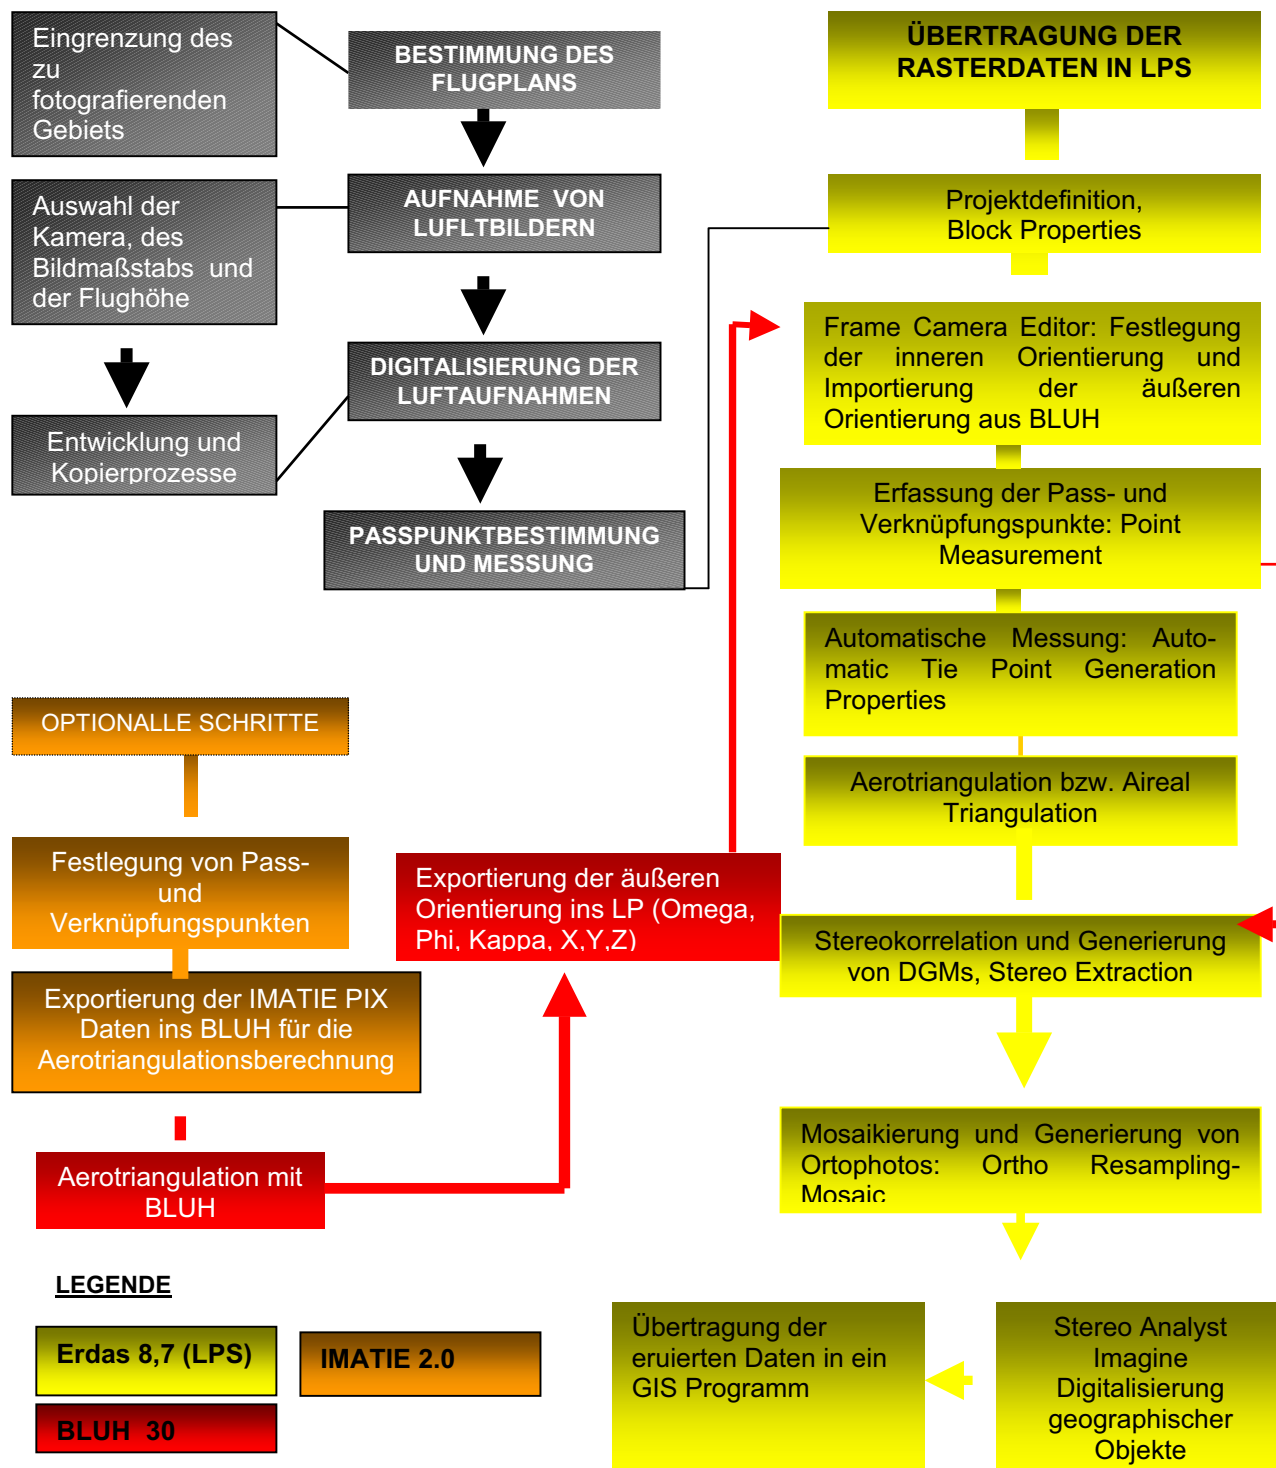 Eingrenzung des
zu
fotografierenden
Gebiets
BESTIMMUNG DES
FLUGPLANS
Auswahl der
Kamera, des
Bildmaßstabs und
der Flughöhe
AUFNAHME VON
LUFLTBILDERN
DIGITALISIERUNG DER
LUFTAUFNAHMEN
Entwicklung und
Kopierprozesse
PASSPUNKTBESTIMMUNG
UND MESSUNG
ÜBERTRAGUNG DER
RASTERDATEN IN LPS
Projektdefinition,
Block Properties
Frame Camera Editor: Festlegung
der inneren Orientierung und
Importierung der äußeren
Orientierung aus BLUH
Erfassung der Pass- und
Verknüpfungspunkte: Point
Measurement
Automatische Messung: Auto-
matic Tie Point Generation
Properties
Aerotriangulation bzw. Aireal
Triangulation
OPTIONALLE SCHRITTE
Festlegung von Pass-
und
Verknüpfungspunkten
Exportierung der IMATIE PIX
Daten ins BLUH für die
Aerotriangulationsberechnung
Aerotriangulation mit
BLUH
Exportierung der äußeren
Orientierung ins LP (Omega,
Phi, Kappa, X,Y,Z)
Stereokorrelation und Generierung
von DGMs, Stereo Extraction
Mosaikierung und Generierung von
Ortophotos: Ortho Resampling-
Mosaic
Stereo Analyst
Imagine
Digitalisierung
geographischer
Objekte
Übertragung der
eruierten Daten in ein
GIS Programm
LEGENDE
Erdas 8,7 (LPS)
IMATIE 2.0
BLUH 30